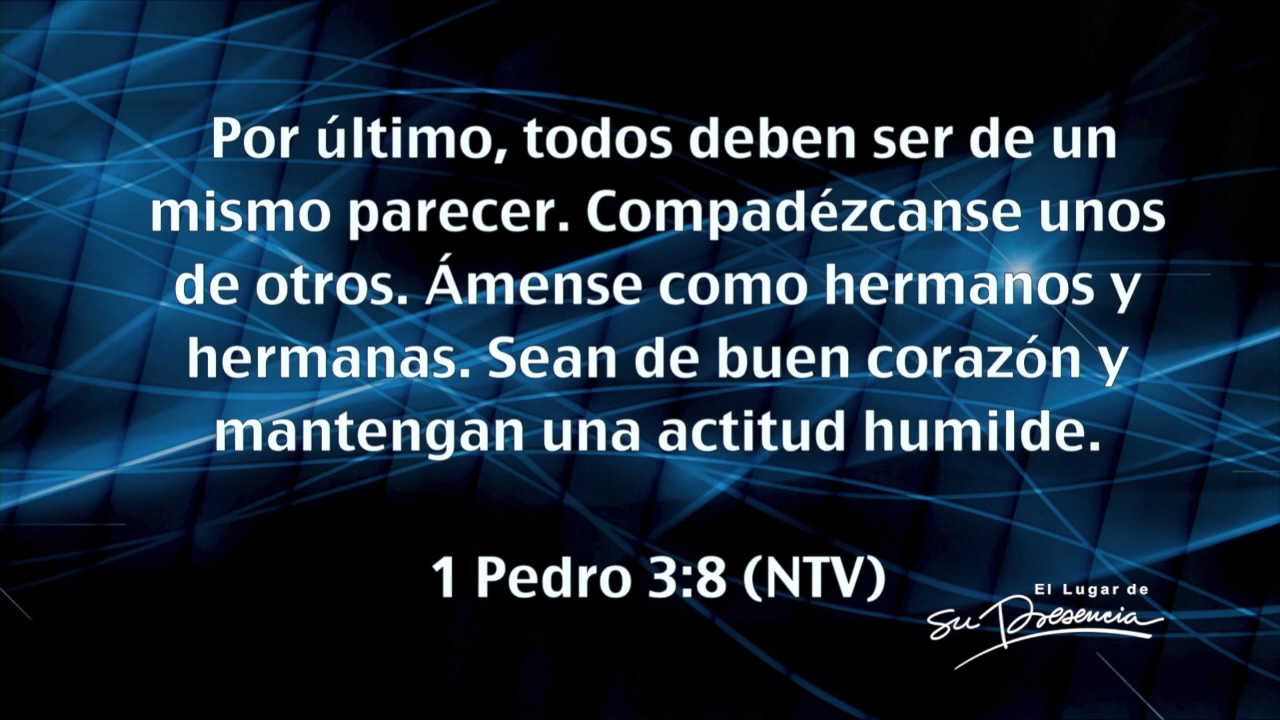 Por último, todos deben ser de un
mismo parecer. Compadézcanse unos
de otros. Ámense como hermanos y
hermanas. Sean de buen corazón y
mantengan una actitud humilde.
1 Pedro 3:8 (NTV)
El Lugar de
Su Presencia